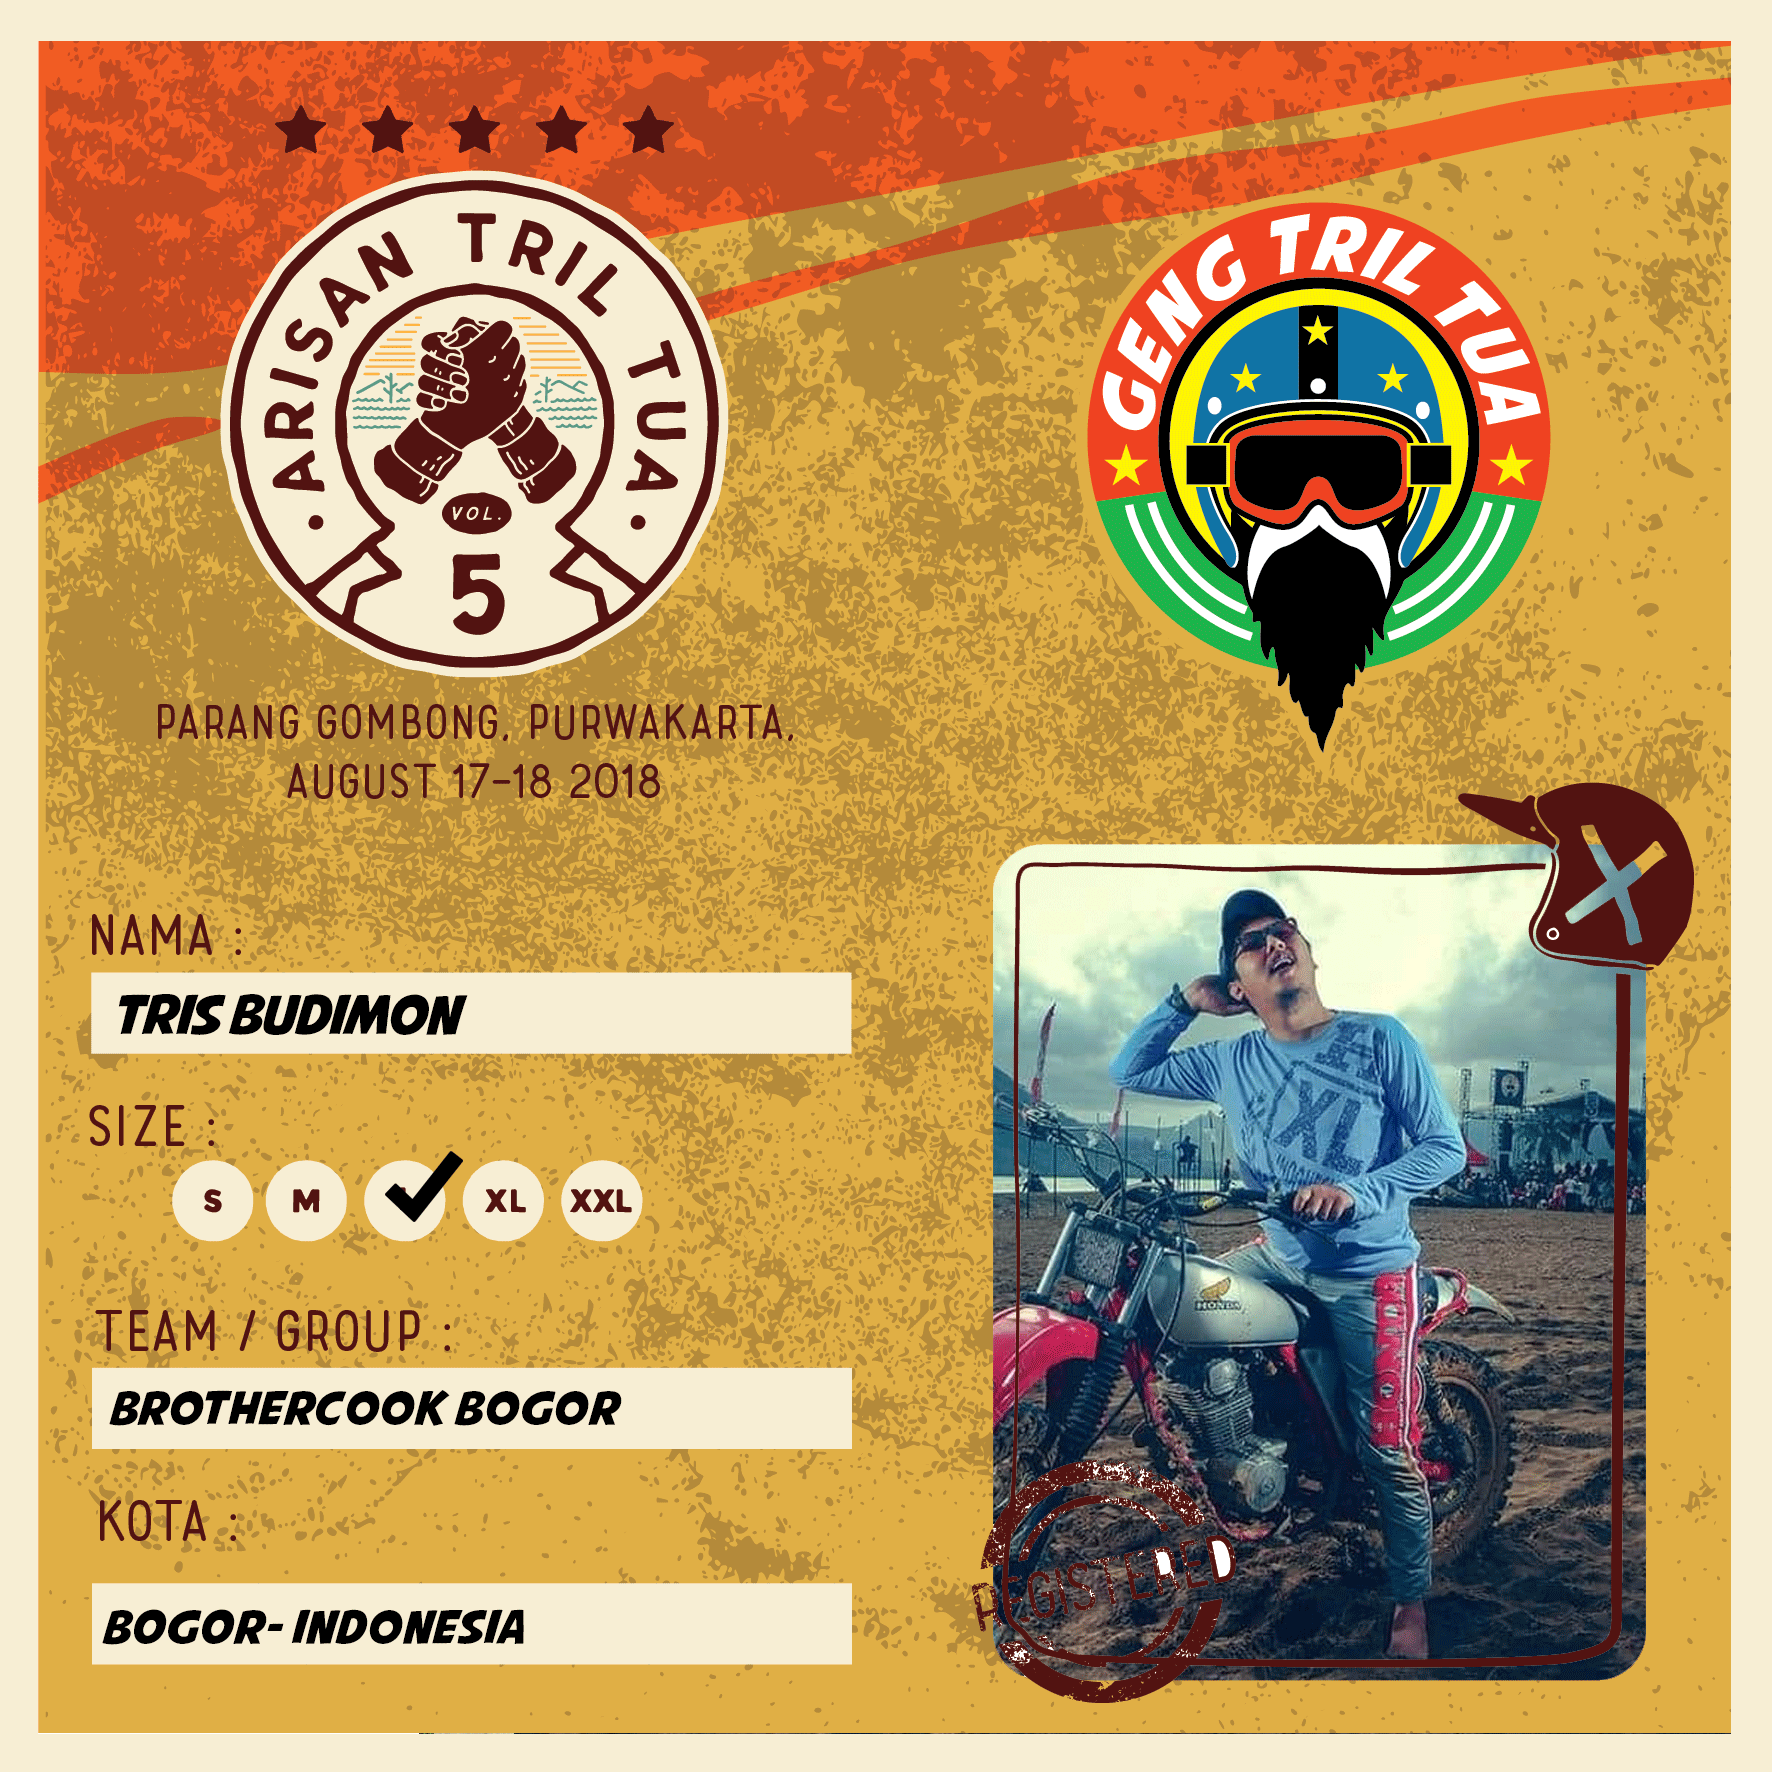 ARISAN TRIL TUA
VOL.
5
GENG TRIL TUA
PARANG GOMBONG, PURWAKARTA,
AUGUST 17-18 2018
NAMA :
TRIS BUDIMON
SIZE :
S M XL XXL
TEAM / GROUP :
BROTHERCOOK BOGOR
KOTA :
BOGOR- INDONESIA
XL
HONDA
REGISTERED